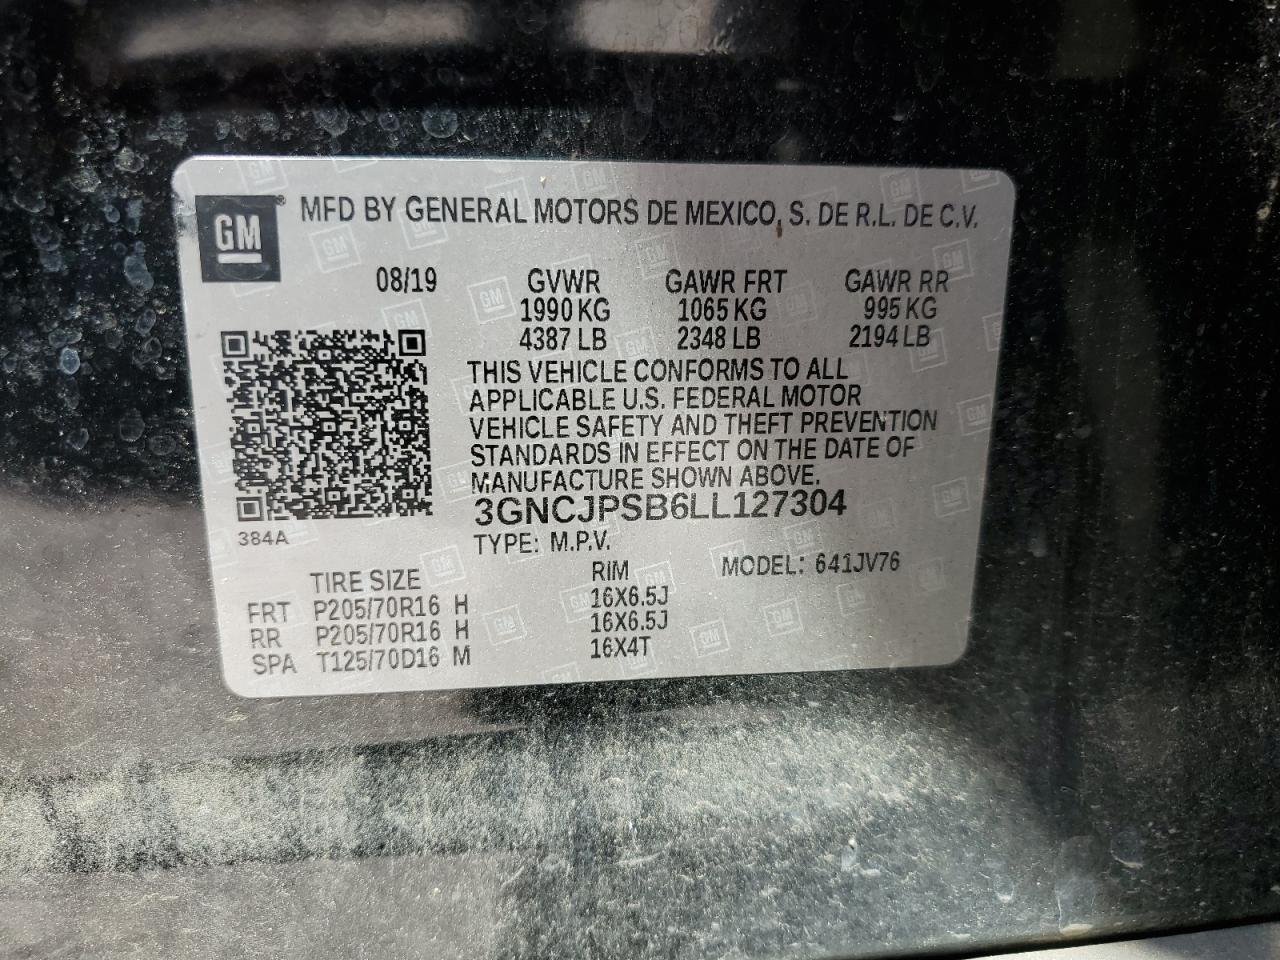 GM ® MFD BY GENERAL MOTORS DE MEXICO, S. DE R.L. DE C.V.
08/19 GVWR GAWR FRT GAWR RR
1990 KG 1065 KG 995 KG
4387 LB 2348 LB 2194 LB
THIS VEHICLE CONFORMS TO ALL
APPLICABLE U.S. FEDERAL MOTOR
VEHICLE SAFETY AND THEFT PREVENTION
STANDARDS IN EFFECT ON THE DATE OF
MANUFACTURE SHOWN ABOVE.
3GNCJPSB6LL127304
384A
TYPE: M.P.V.
MODEL: 641JV76
TIRE SIZE RIM
FRT P205/70R16 H 16X6.5J
RR P205/70R16 H 16X6.5J
SPA T125/70D16 M 16X4T